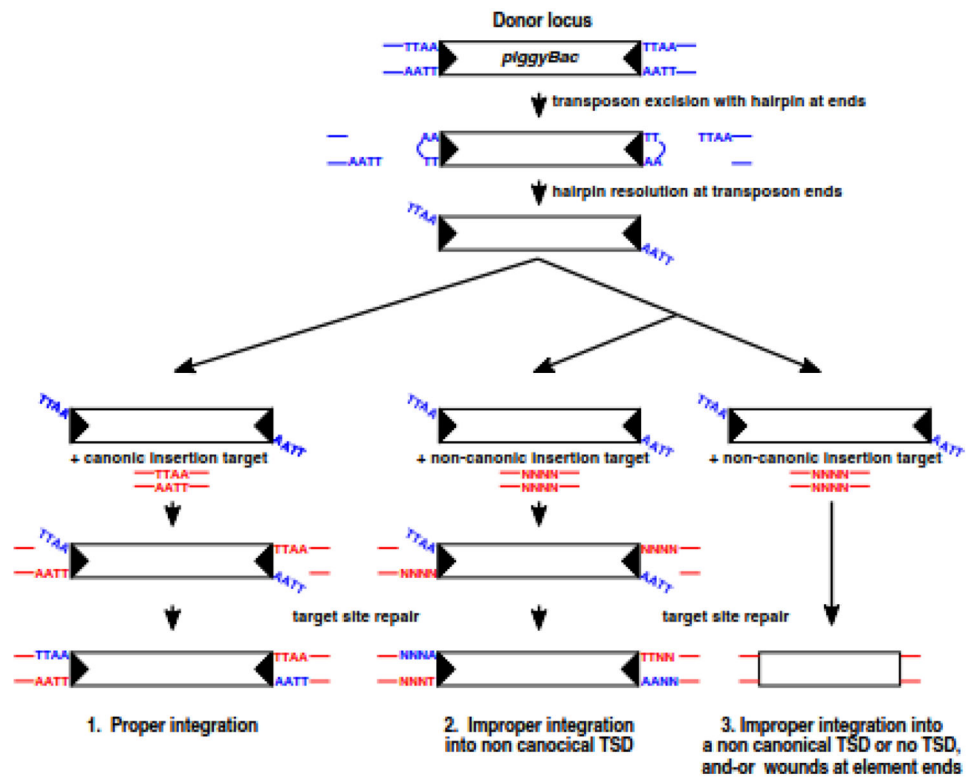 Donor locus
TTAA piggyBac TTAA
AATT AATT
transposon excision with hairpin at ends
AA TT TTAA
AATT TT AA
hairpin resolution at transposon ends
TTAA
AATT
TTAA TTAA TTAA
AATT AATT AATT
+ canonic insertion target + non-canonic insertion target + non-canonic insertion target
TTAA NNNN NNNN
AATT NNNN NNNN
TTAA TTAA TTAA NNNN
AATT AATT NNNN AATT
target site repair target site repair
TTAA TTAA NNNA TTNN
AATT AATT NNNT AANN
1. Proper integration
2. Improper integration
into non canocical TSD
3. Improper integration into
a non canonical TSD or no TSD,
and-or wounds at element ends